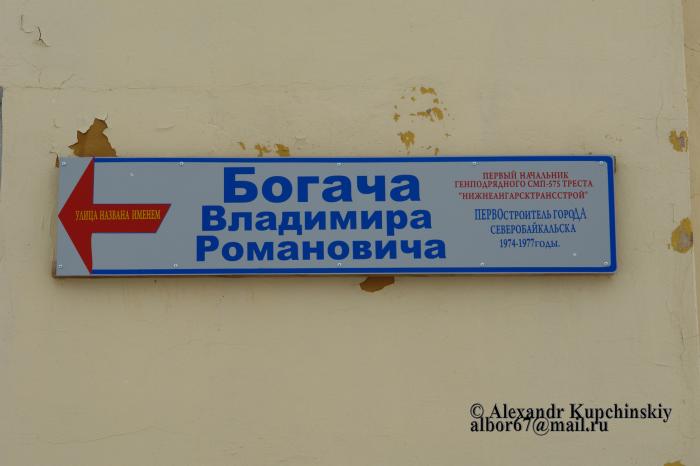 УЛИЦА НАЗВАНА ИМЕНЕМ
Богача
Владимира
Романовича
ПЕРВЫЙ НАЧАЛЬНИК
ГЕНПОДРЯДНОГО СМП-575 ТРЕСТА
"НИЖНЕАНГАРСКТРАНССТРОЙ"
ПЕРВОстроитель гороДА
СЕВЕРОБАЙКАЛЬСКА
1974-1977годы.
© Alexandr Kupchinskiy
albor67@mail.ru